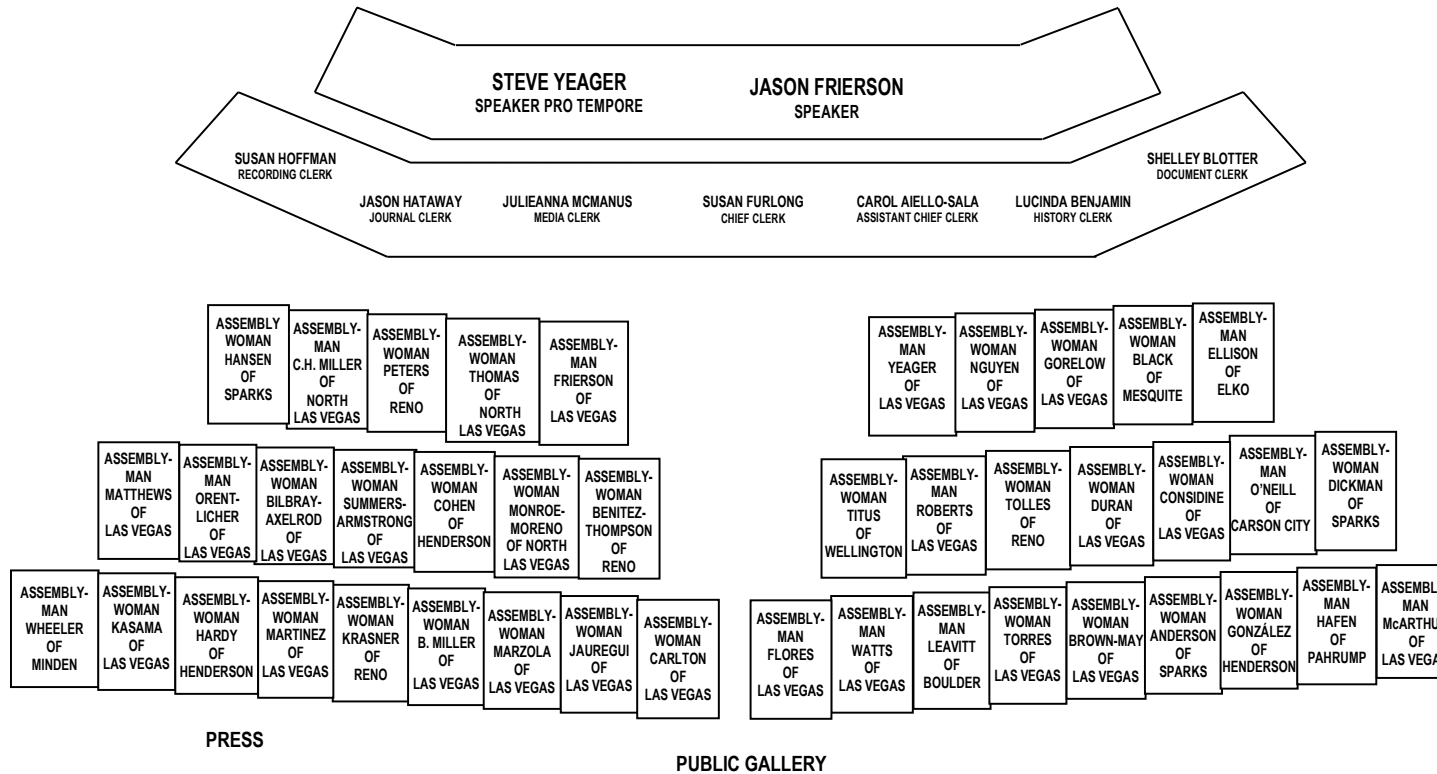 STEVE YEAGER
SPEAKER PRO TEMPORE
JASON FRIERSON
SPEAKER
SUSAN HOFFMAN
RECORDING CLERK
JASON HATAWAY
JOURNAL CLERK
JULIEANNA MCMANUS
MEDIA CLERK
SUSAN FURLONG
CHIEF CLERK
CAROL AIELLO-SALA
ASSISTANT CHIEF CLERK
LUCINDA BENJAMIN
HISTORY CLERK
SHELLEY BLOTTER
DOCUMENT CLERK
ASSEMBLY
WOMAN
HANSEN
OF
SPARKS
ASSEMBLY-
MAN
C.H. MILLER
OF
NORTH
LAS VEGAS
ASSEMBLY-
WOMAN
PETERS
OF
RENO
ASSEMBLY-
WOMAN
THOMAS
OF
NORTH
LAS VEGAS
ASSEMBLY-
MAN
FRIERSON
OF
LAS VEGAS
ASSEMBLY-
MAN
YEAGER
OF
LAS VEGAS
ASSEMBLY-
WOMAN
NGUYEN
OF
LAS VEGAS
ASSEMBLY-
WOMAN
GORELOW
OF
LAS VEGAS
ASSEMBLY-
WOMAN
BLACK
OF
MESQUITE
ASSEMBLY-
MAN
ELLISON
OF
ELKO
ASSEMBLY-
MAN
MATTHEWS
OF
LAS VEGAS
ASSEMBLY-
MAN
ORENT-
LICHER
OF
LAS VEGAS
ASSEMBLY-
WOMAN
BILBRAY-
AXELROD
OF
LAS VEGAS
ASSEMBLY-
WOMAN
SUMMERS-
ARMSTRONG
OF
LAS VEGAS
ASSEMBLY-
WOMAN
COHEN
OF
HENDERSON
ASSEMBLY-
WOMAN
MONROE-
MORENO
OF NORTH
LAS VEGAS
ASSEMBLY-
WOMAN
BENITEZ-
THOMPSON
OF
RENO
ASSEMBLY-
WOMAN
TITUS
OF
WELLINGTON
ASSEMBLY-
MAN
ROBERTS
OF
LAS VEGAS
ASSEMBLY-
WOMAN
TOLLES
OF
RENO
ASSEMBLY-
WOMAN
DURAN
OF
LAS VEGAS
ASSEMBLY-
WOMAN
CONSIDINE
OF
LAS VEGAS
ASSEMBLY-
MAN
O'NEILL
OF
CARSON CITY
ASSEMBLY-
WOMAN
DICKMAN
OF
SPARKS
ASSEMBLY-
MAN
WHEELER
OF
MINDEN
ASSEMBLY-
WOMAN
KASAMA
OF
LAS VEGAS
ASSEMBLY-
WOMAN
HARDY
OF
HENDERSON
ASSEMBLY-
WOMAN
MARTINEZ
OF
LAS VEGAS
ASSEMBLY-
WOMAN
KRASNER
OF
RENO
ASSEMBLY-
WOMAN
B. MILLER
OF
LAS VEGAS
ASSEMBLY-
WOMAN
MARZOLA
OF
LAS VEGAS
ASSEMBLY-
WOMAN
JAUREGUI
OF
LAS VEGAS
ASSEMBLY-
WOMAN
CARLTON
OF
LAS VEGAS
ASSEMBLY-
MAN
FLORES
OF
LAS VEGAS
ASSEMBLY-
MAN
WATTS
OF
LAS VEGAS
ASSEMBLY-
MAN
LEAVITT
OF
BOULDER
ASSEMBLY-
WOMAN
TORRES
OF
LAS VEGAS
ASSEMBLY-
WOMAN
BROWN-MAY
OF
LAS VEGAS
ASSEMBLY-
WOMAN
ANDERSON
OF
SPARKS
ASSEMBLY-
WOMAN
GONZÁLEZ
OF
HENDERSON
ASSEMBLY-
MAN
HAFEN
OF
PAHRUMP
MAN
OF
LAS
PRESS
PUBLIC GALLERY